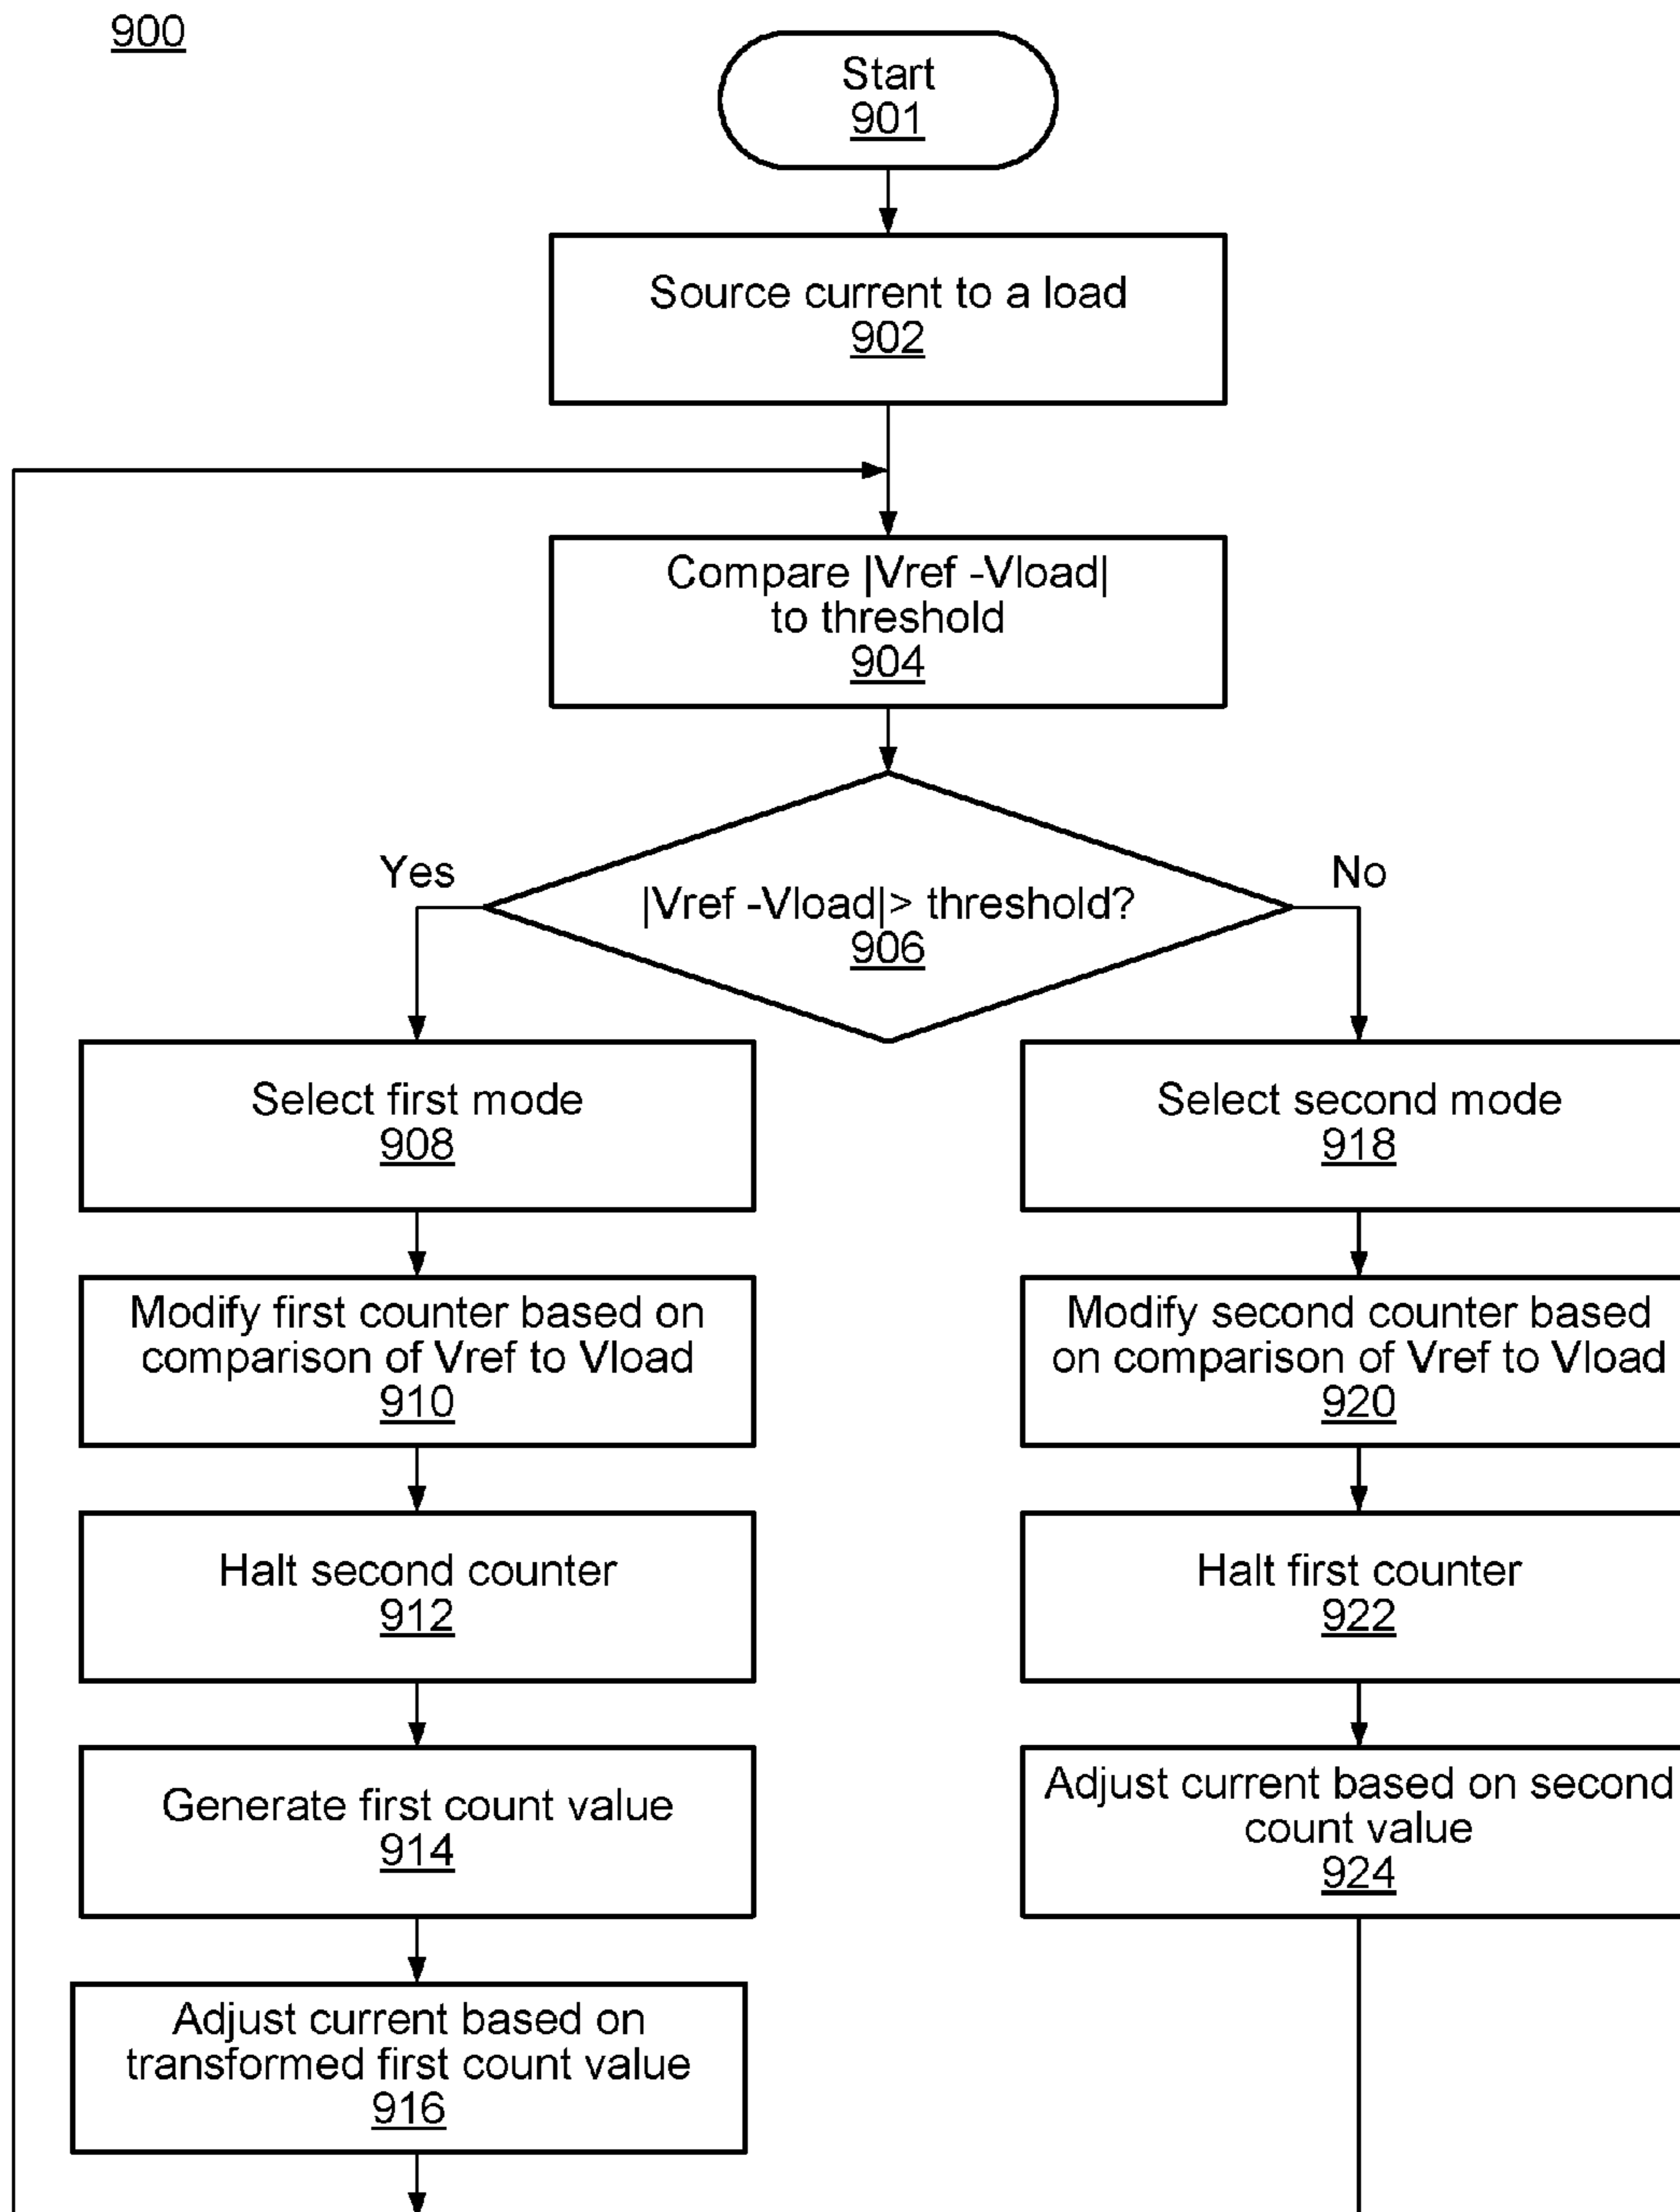 900
Start
901
Source current to a load
902
Compare |Vref -Vload|
to threshold
904
|Vref -Vload|> threshold?
906
Yes
No
Select first mode
908
Modify first counter based on
comparison of Vref to Vload
910
Halt second counter
912
Generate first count value
914
Adjust current based on
transformed first count value
916
Select second mode
918
Modify second counter based
on comparison of Vref to Vload
920
Halt first counter
922
Adjust current based on second
count value
924